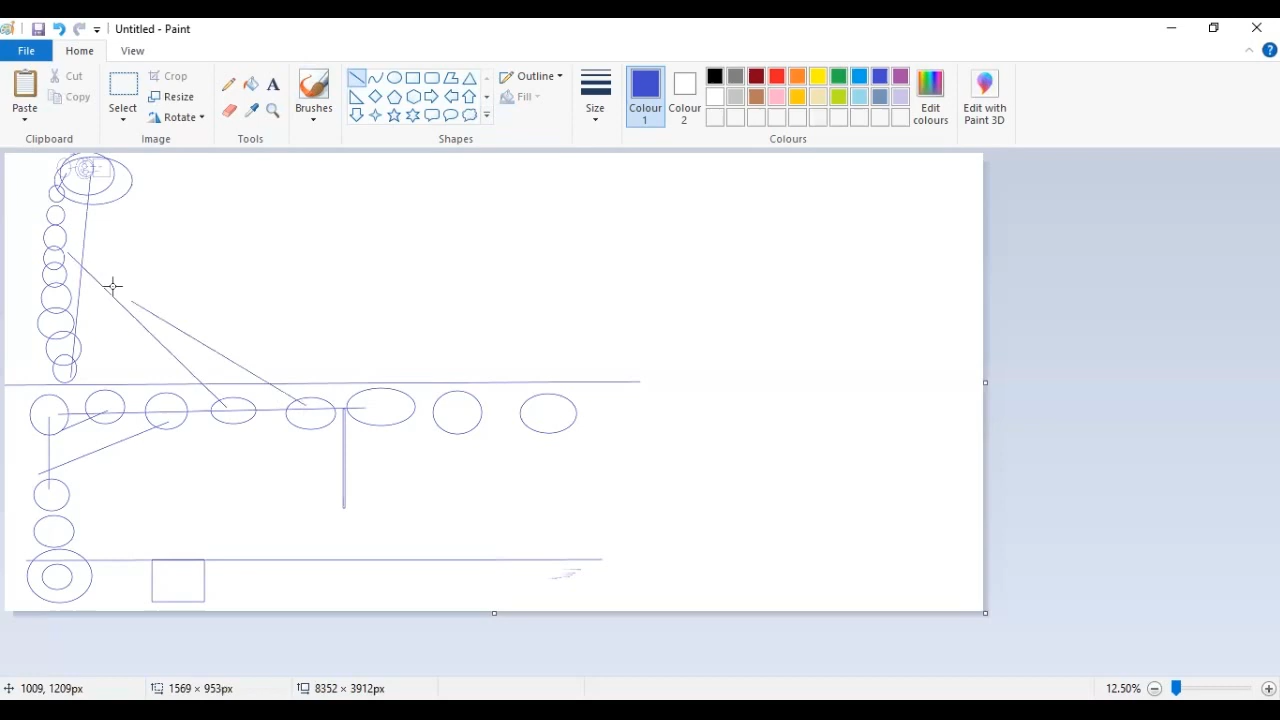 Untitled - Paint
File Home View
Paste
Cut
Copy
Select
Crop
Resize
Rotate
Brushes
Outline
Fill
Size
Colour 1
Colour 2
Edit colours
Edit with Paint 3D
Clipboard Image Tools Shapes Colours
1009, 1209px 1569 × 953px 8352 × 3912px 12.50%